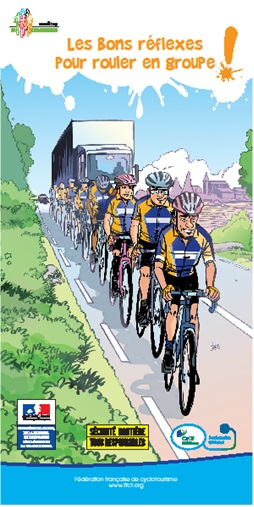 Les Bons réflexes
Pour rouler en groupe !
SÉCURITÉ ROUTIÈRE
TOUS RESPONSABLES
Fédération française de cyclotourisme
www.ffct.org